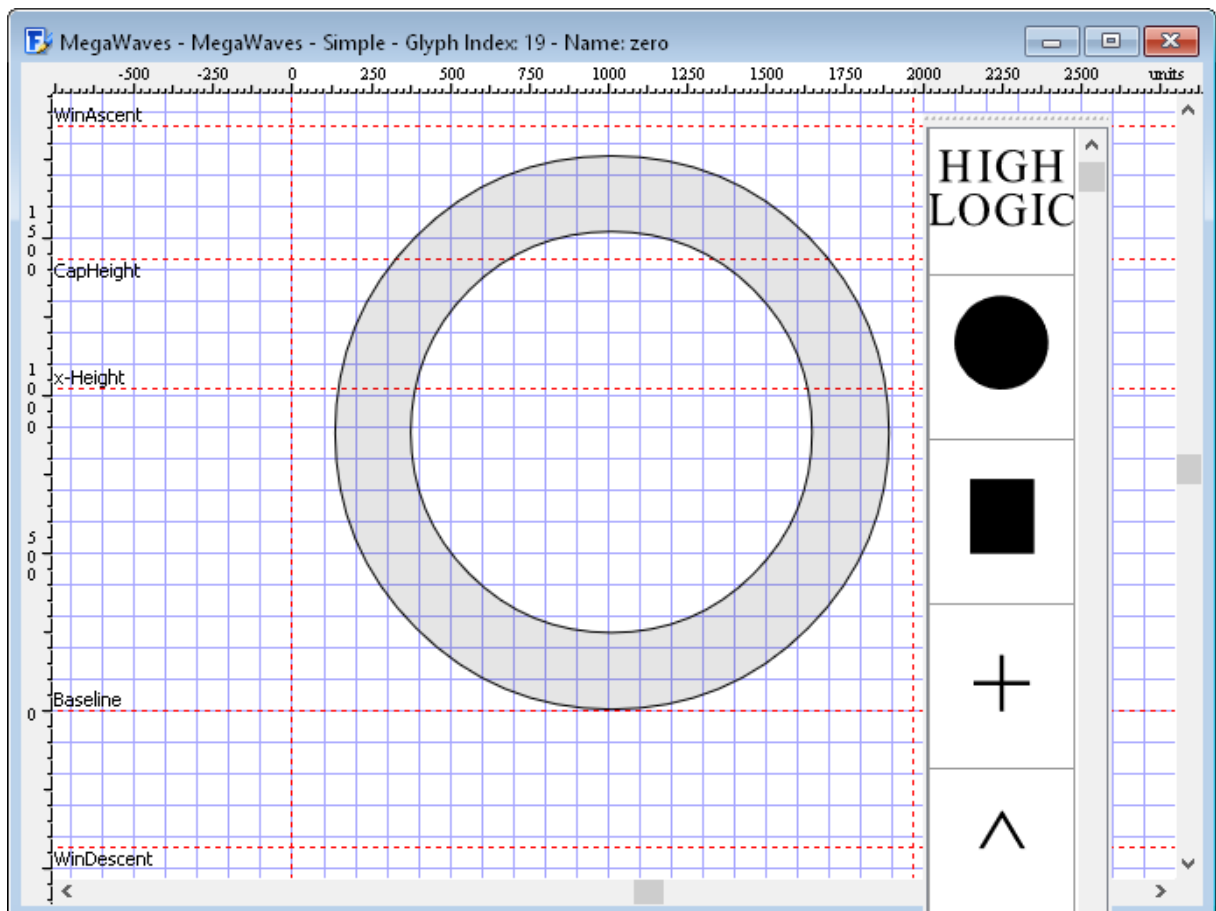 MegaWaves - MegaWaves - Simple - Glyph Index: 19 - Name: zero
-500 -250 0 250 500 750 1000 1250 1500 1750 2000 2250 2500 units
WinAscent
1500
CapHeight
x-Height
1000
500
Baseline
0
WinDescent
HIGH
LOGIC